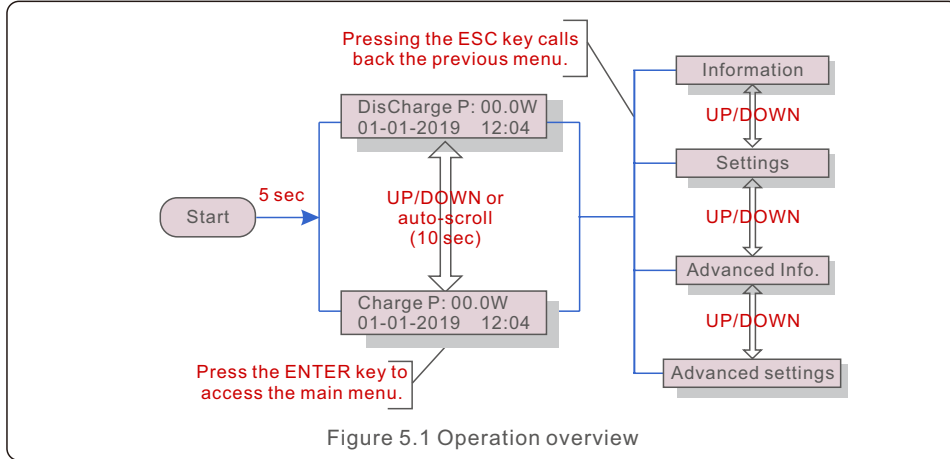 Pressing the ESC key calls
back the previous menu.
Information
DisCharge P: 00.0W
01-01-2019 12:04
UP/DOWN
Settings
5 sec
Start
UP/DOWN or
auto-scroll
(10 sec)
UP/DOWN
Advanced Info.
Charge P: 00.0W
01-01-2019 12:04
UP/DOWN
Press the ENTER key to
access the main menu.
Advanced settings
Figure 5.1 Operation overview